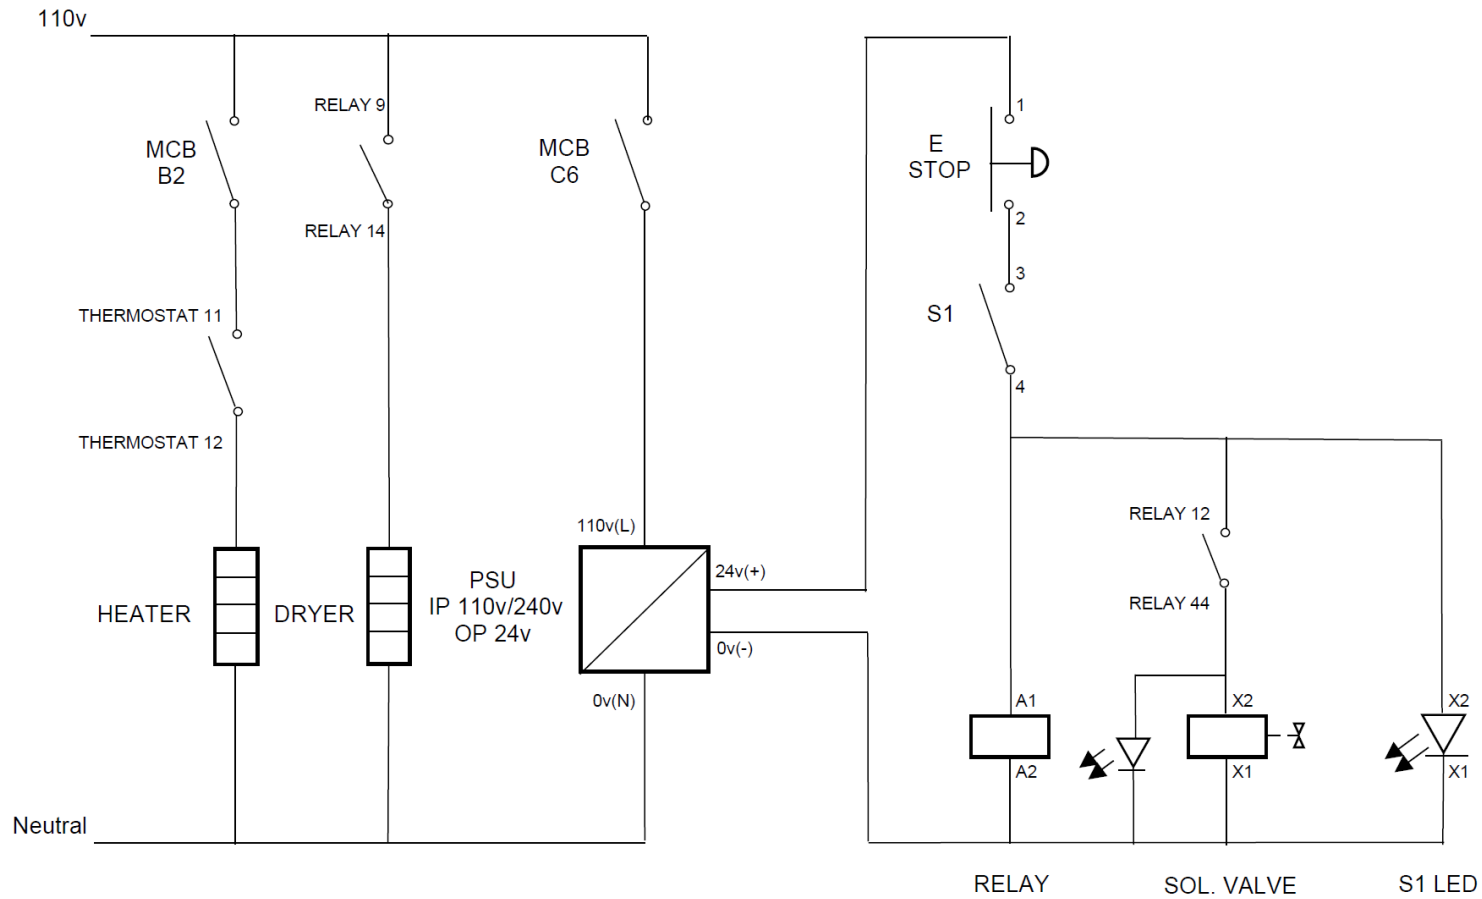 110v
RELAY 9
1
MCB
B2
MCB
C6
E
STOP
2
RELAY 14
3
THERMOSTAT 11
S1
4
THERMOSTAT 12
RELAY 12
110v(L)
24v(+)
PSU
IP 110v/240v
OP 24v
HEATER
DRYER
RELAY 44
0v(-)
0v(N)
A1
X2
X2
A2
X1
X1
Neutral
RELAY
SOL. VALVE
S1 LED